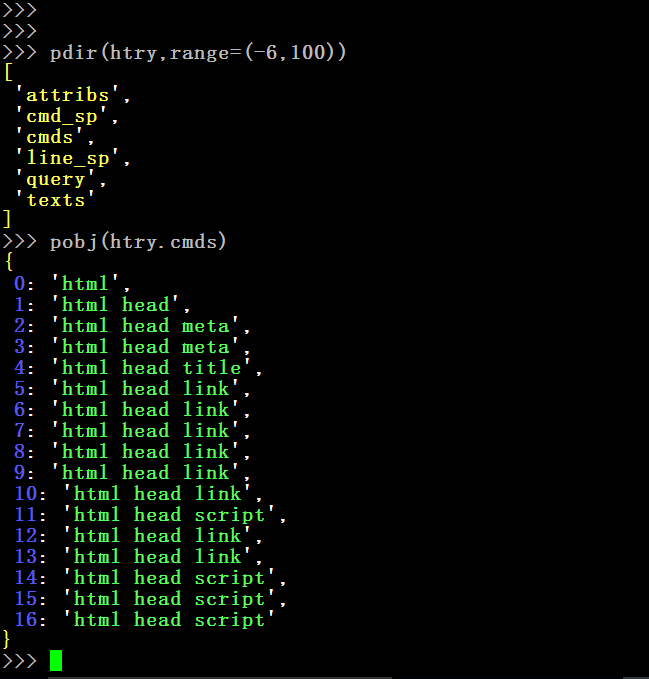 >>>
>>>
>>> pdir(htry,range=(-6,100))
[
 'attribs',
 'cmd_sp',
 'cmds',
 'line_sp',
 'query',
 'texts'
]
>>> pobj(htry.cmds)
{
 0: 'html',
 1: 'html head',
 2: 'html head meta',
 3: 'html head meta',
 4: 'html head title',
 5: 'html head link',
 6: 'html head link',
 7: 'html head link',
 8: 'html head link',
 9: 'html head link',
 10: 'html head link',
 11: 'html head script',
 12: 'html head link',
 13: 'html head link',
 14: 'html head script',
 15: 'html head script',
 16: 'html head script'
}
>>>